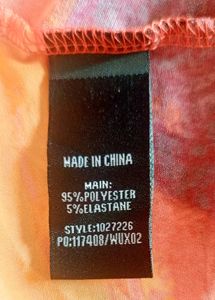 MADE IN CHINA
MAIN:
95%POLYESTER
5%ELASTANE
STYLE:1027226
PO:117408/WUX02